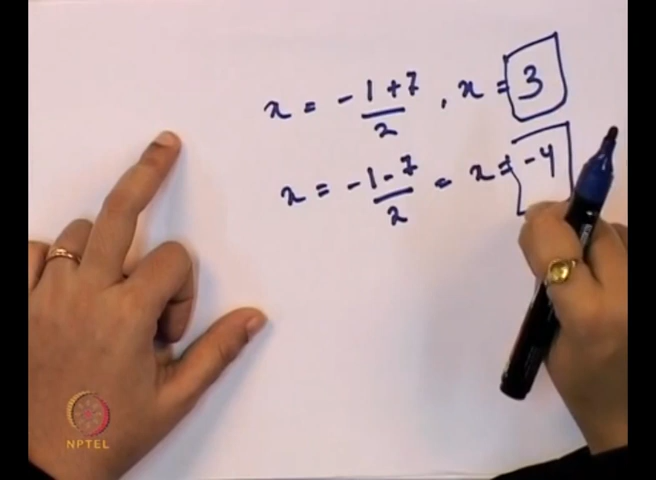 x = -1+7/2 , x = 3
x = -1-7/2 = x = -4
NPTEL